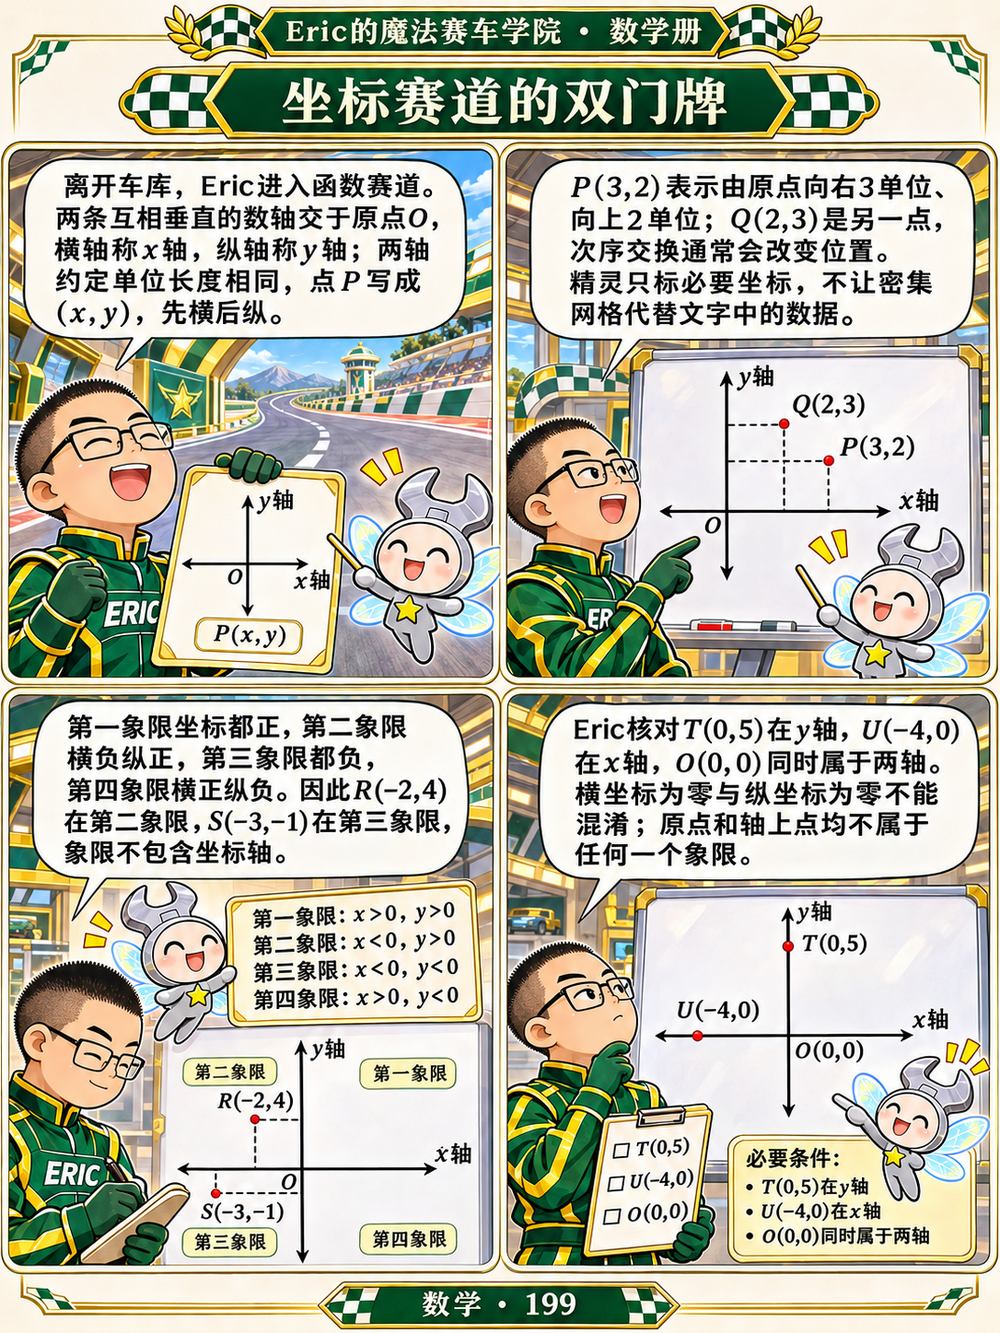 Eric的魔法赛车学院 · 数学册
坐标赛道的双门牌
离开车库，Eric进入函数赛道。
两条互相垂直的数轴交于原点O，
横轴称x轴，纵轴称y轴；两轴
约定单位长度相同，点P写成
(x,y)，先横后纵。
y轴
O
x轴
P(x,y)
ERIC
P(3,2)表示由原点向右3单位、
向上2单位；Q(2,3)是另一点，
次序交换通常会改变位置。
精灵只标必要坐标，不让密集
网格代替文字中的数据。
y轴
Q(2,3)
P(3,2)
x轴
O
ER
第一象限坐标都正，第二象限
横负纵正，第三象限都负，
第四象限横正纵负。因此R(−2,4)
在第二象限，S(−3,−1)在第三象限，
象限不包含坐标轴。
第一象限：x>0，y>0
第二象限：x<0，y>0
第三象限：x<0，y<0
第四象限：x>0，y<0
y轴
第二象限
第一象限
R(−2,4)
x轴
O
S(−3,−1)
第三象限
第四象限
ERIC
Eric核对T(0,5)在y轴，U(−4,0)
在x轴，O(0,0)同时属于两轴。
横坐标为零与纵坐标为零不能
混淆；原点和轴上点均不属于
任何一个象限。
y轴
T(0,5)
U(−4,0)
x轴
O(0,0)
T(0,5)
U(−4,0)
O(0,0)
必要条件：
• T(0,5)在y轴
• U(−4,0)在x轴
• O(0,0)同时属于两轴
数学 · 199